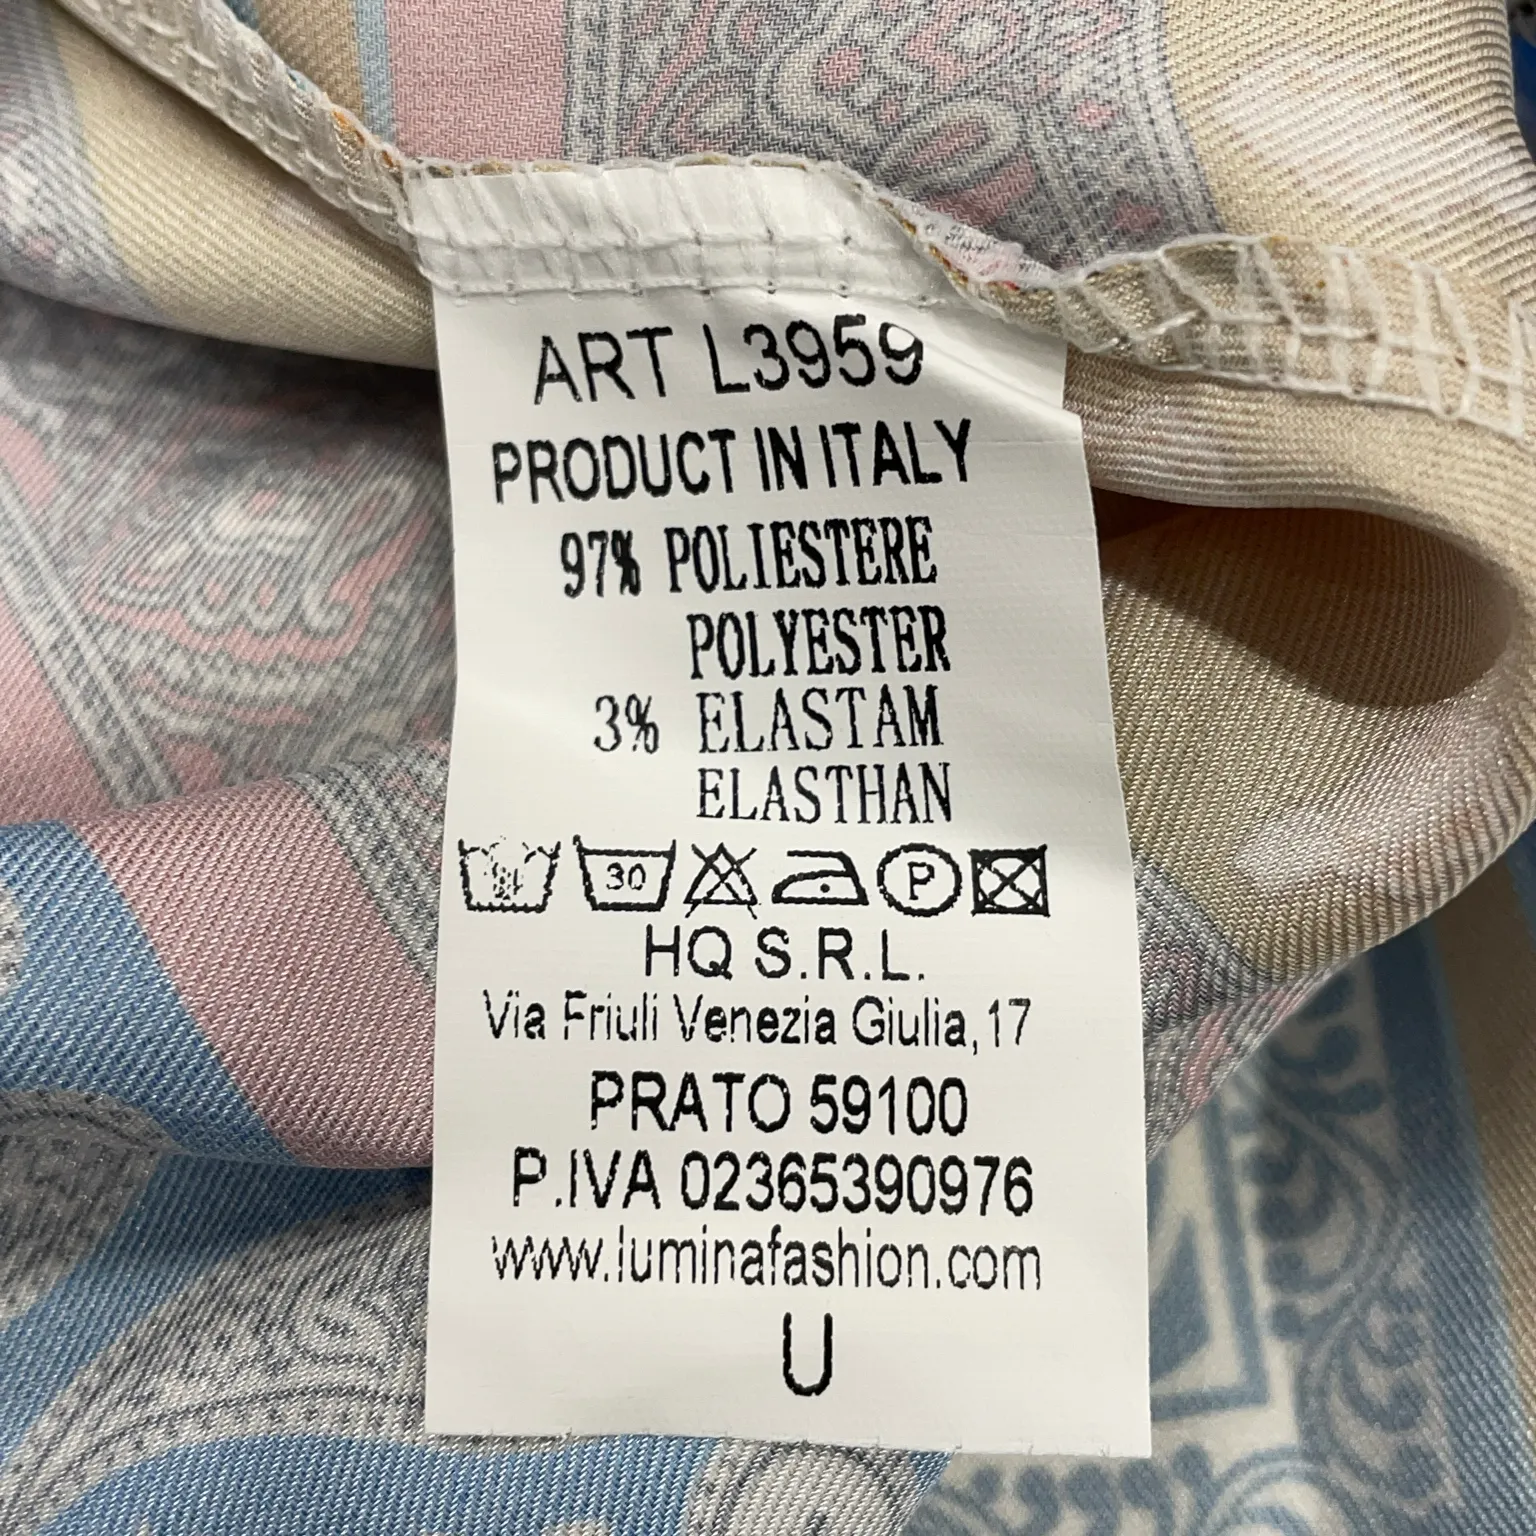 ART L3959
PRODUCT IN ITALY
97% POLIESTERE
POLYESTER
3% ELASTAM
ELASTHAN
30 P
HQ S.R.L.
Via Friuli Venezia Giulia,17
PRATO 59100
P.IVA 02365390976
www.luminafashion.com
U